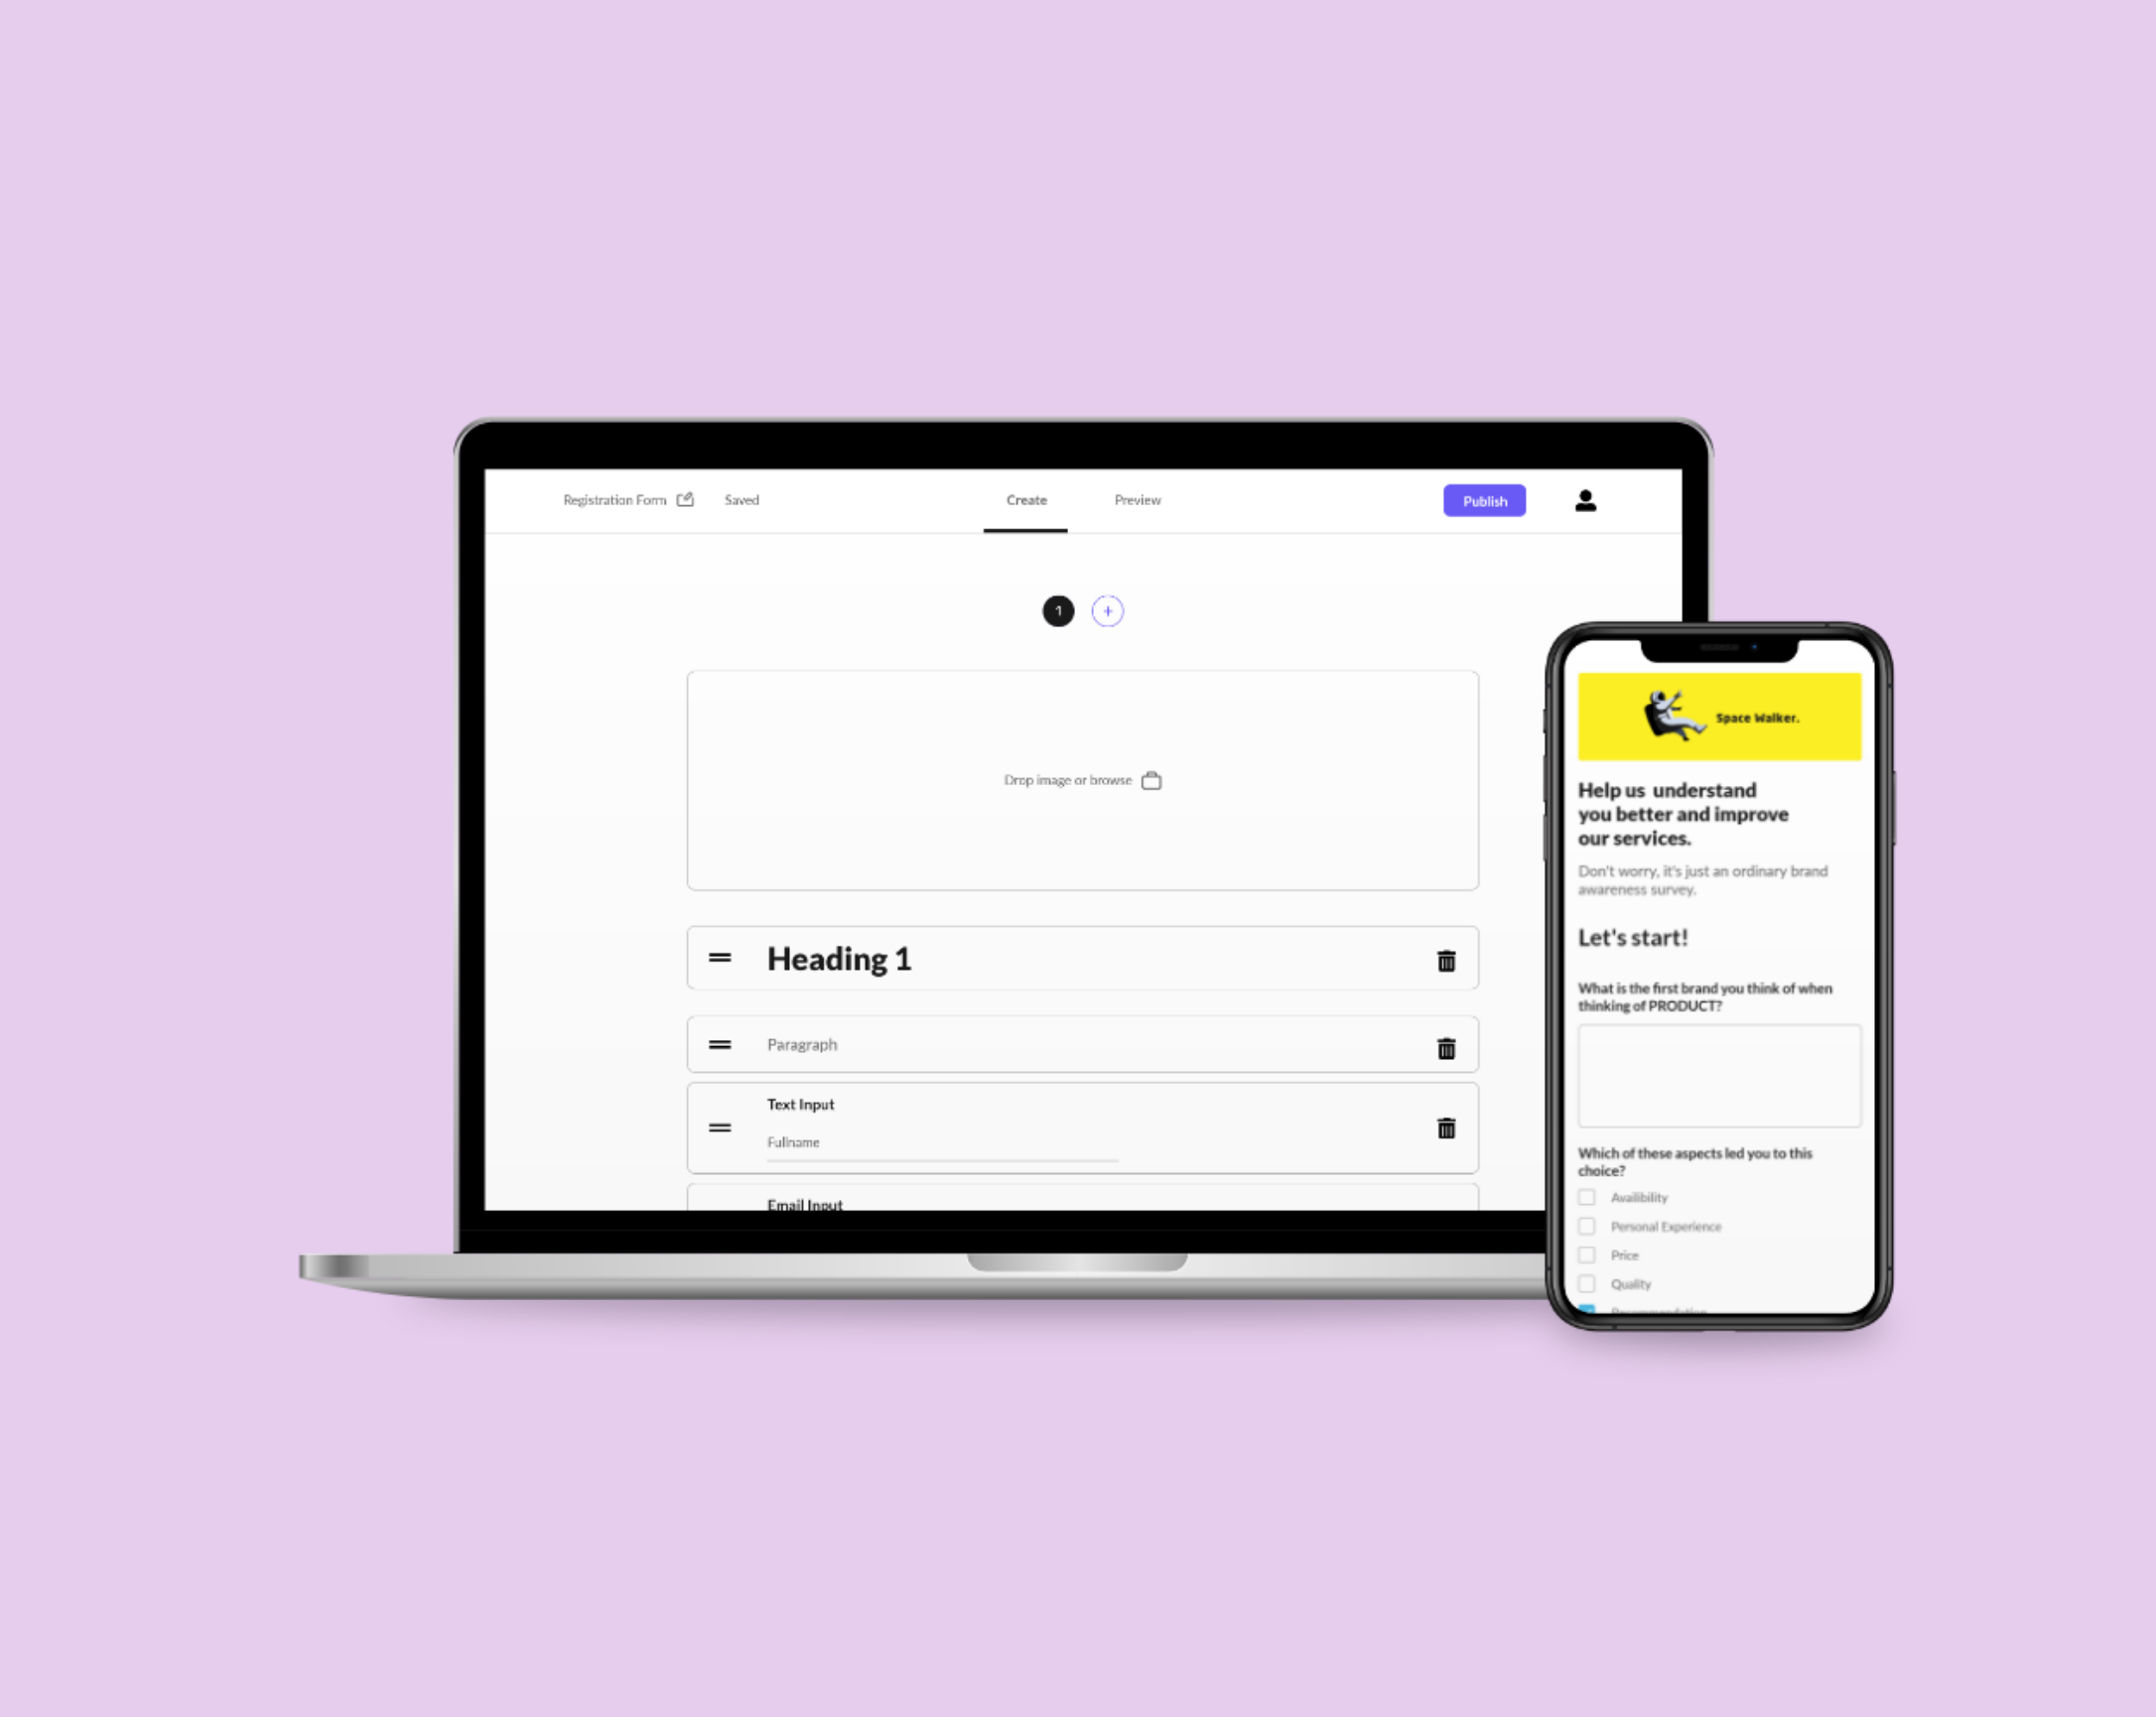 Registration Form
Saved
Create
Preview
Publish
1
+
Drop image or browse
Heading 1
Paragraph
Text Input
Fullname
Email Input
Space Walker.
Help us understand
you better and improve
our services.
Don't worry, it's just an ordinary brand
awareness survey.
Let's start!
What is the first brand you think of when
thinking of PRODUCT?
Which of these aspects led you to this
choice?
Availibility
Personal Experience
Price
Quality
Recommendation